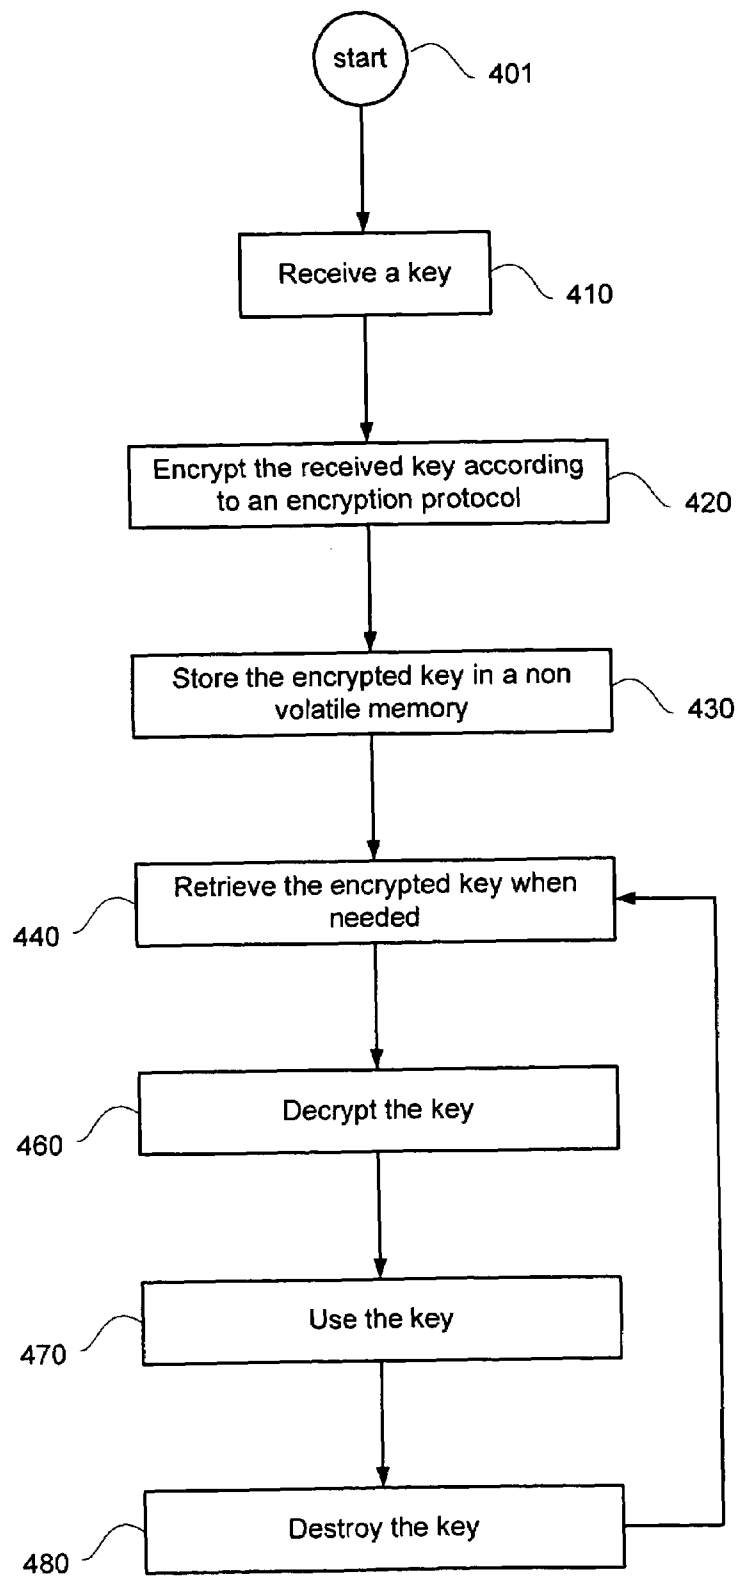 start
401
Receive a key
410
Encrypt the received key according
to an encryption protocol
420
Store the encrypted key in a non
volatile memory
430
Retrieve the encrypted key when
needed
440
Decrypt the key
460
Use the key
470
Destroy the key
480